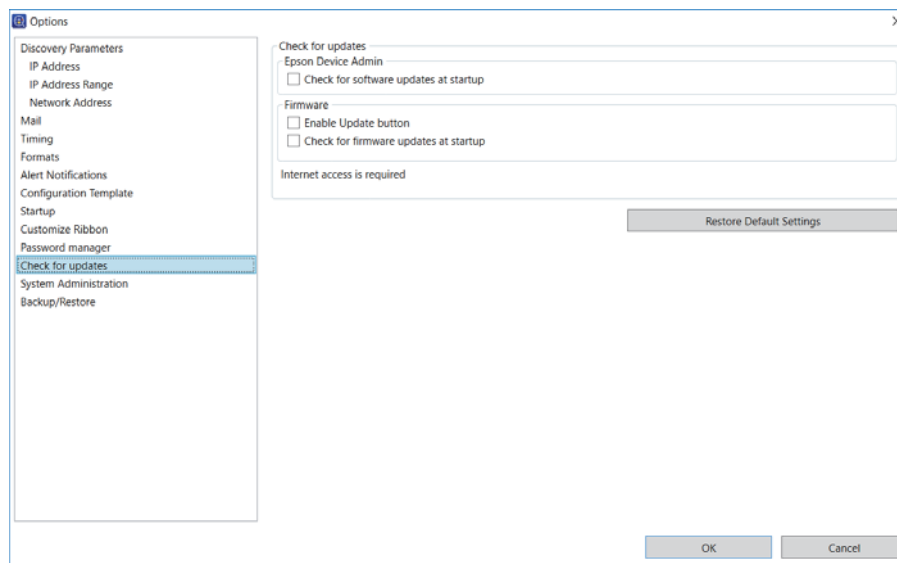 Options
Discovery Parameters
IP Address
IP Address Range
Network Address
Mail
Timing
Formats
Alert Notifications
Configuration Template
Startup
Customize Ribbon
Password manager
Check for updates
System Administration
Backup/Restore
Check for updates
Epson Device Admin
Check for software updates at startup
Firmware
Enable Update button
Check for firmware updates at startup
Internet access is required
Restore Default Settings
OK
Cancel